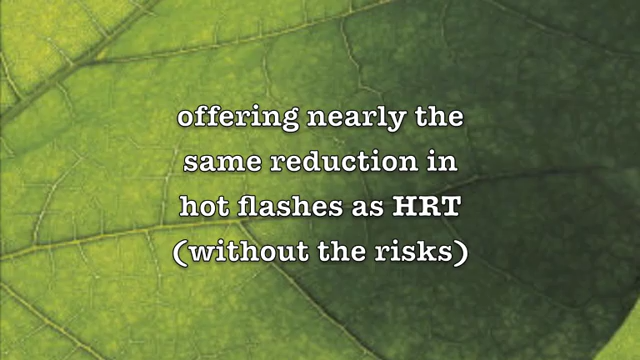 offering nearly the
same reduction in
hot flashes as HRT
(without the risks)